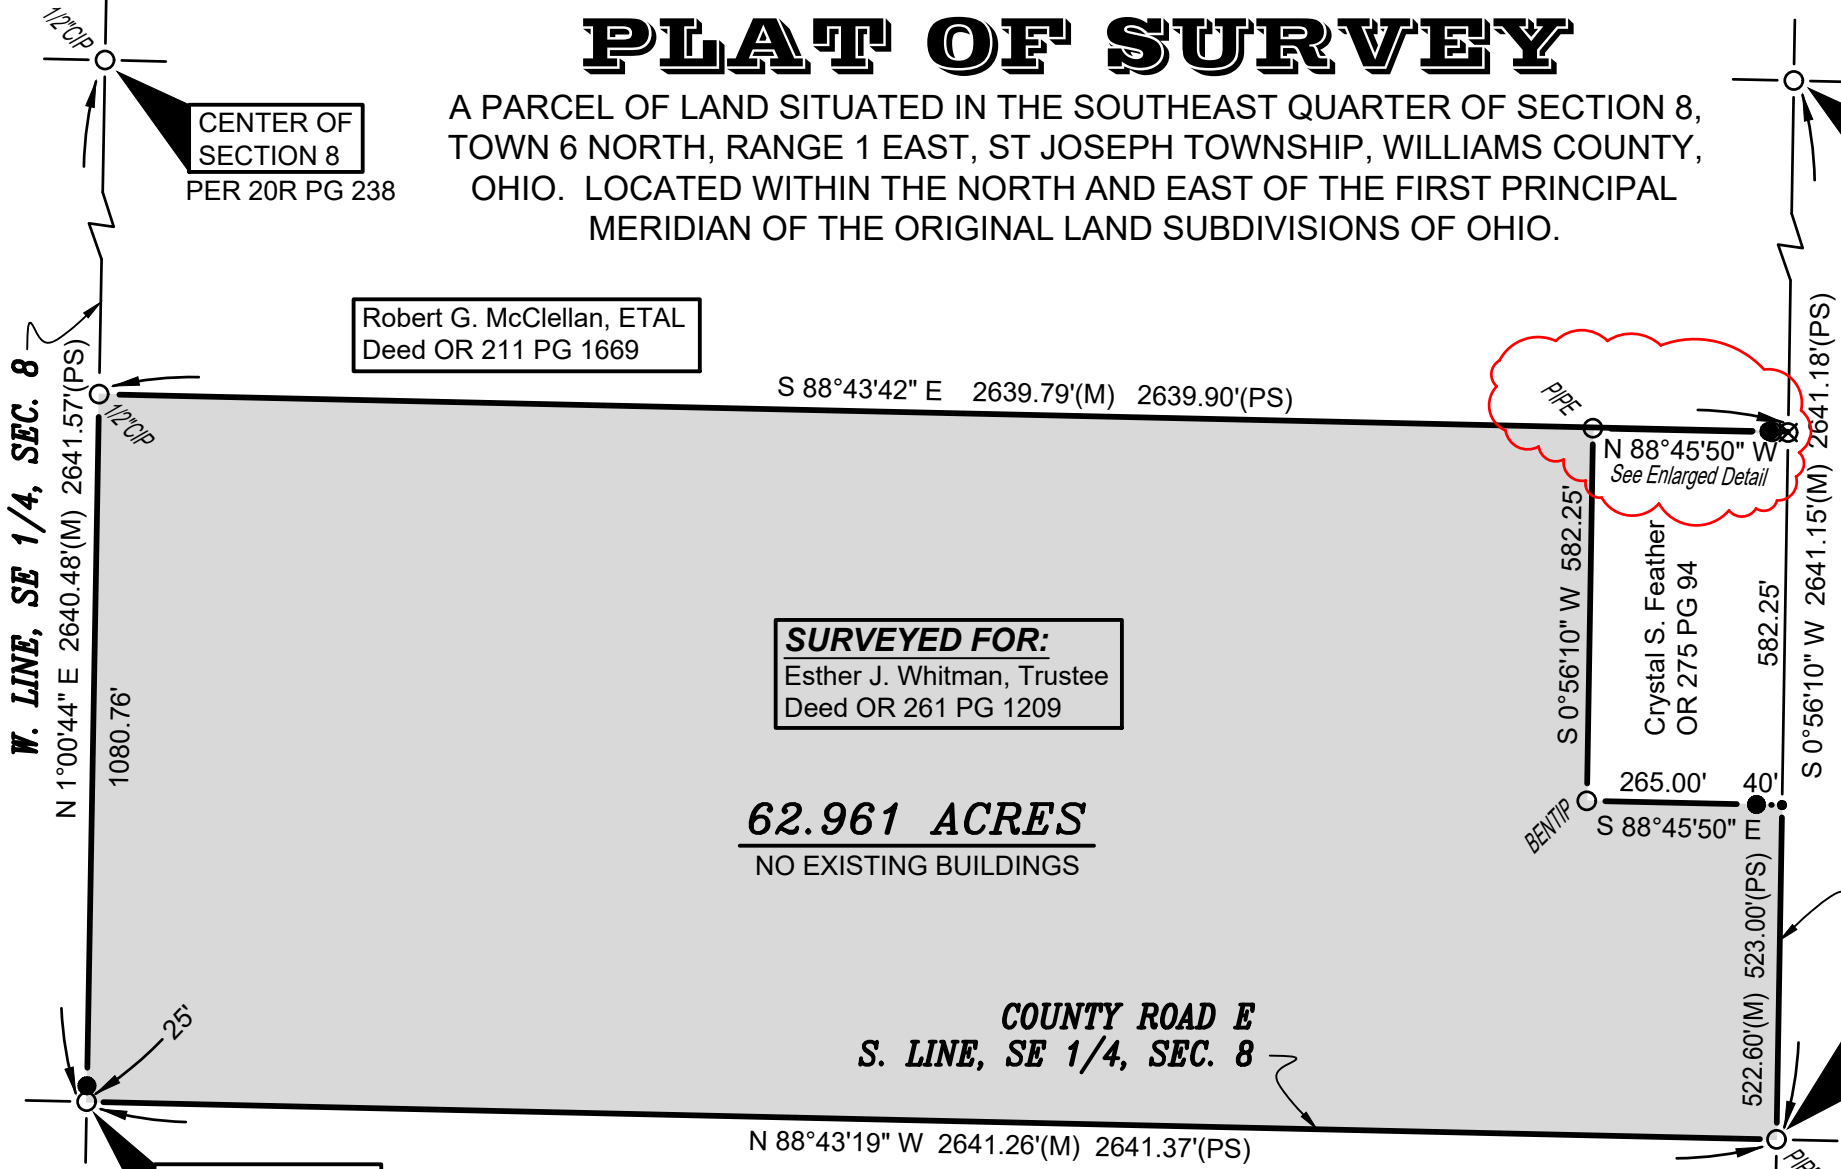 PLAT OF SURVEY
1/2"CIP
CENTER OF
SECTION 8
PER 20R PG 238
A PARCEL OF LAND SITUATED IN THE SOUTHEAST QUARTER OF SECTION 8,
TOWN 6 NORTH, RANGE 1 EAST, ST JOSEPH TOWNSHIP, WILLIAMS COUNTY,
OHIO. LOCATED WITHIN THE NORTH AND EAST OF THE FIRST PRINCIPAL
MERIDIAN OF THE ORIGINAL LAND SUBDIVISIONS OF OHIO.
Robert G. McClellan, ETAL
Deed OR 211 PG 1669
W. LINE, SE 1/4, SEC. 8
N 1°00'44" E 2640.48'(M) 2641.57'(PS)
1/2"CIP
1080.76'
S 88°43'42" E 2639.79'(M) 2639.90'(PS)
PIPE
N 88°45'50" W
See Enlarged Detail
S 0°56'10" W 2641.15'(M) 2641.18'(PS)
S 0°56'10" W 582.25'
Crystal S. Feather
OR 275 PG 94
582.25'
SURVEYED FOR:
Esther J. Whitman, Trustee
Deed OR 261 PG 1209
62.961 ACRES
NO EXISTING BUILDINGS
265.00' 40'
BENTIP
S 88°45'50" E
522.60'(M) 523.00'(PS)
25'
COUNTY ROAD E
S. LINE, SE 1/4, SEC. 8
N 88°43'19" W 2641.26'(M) 2641.37'(PS)